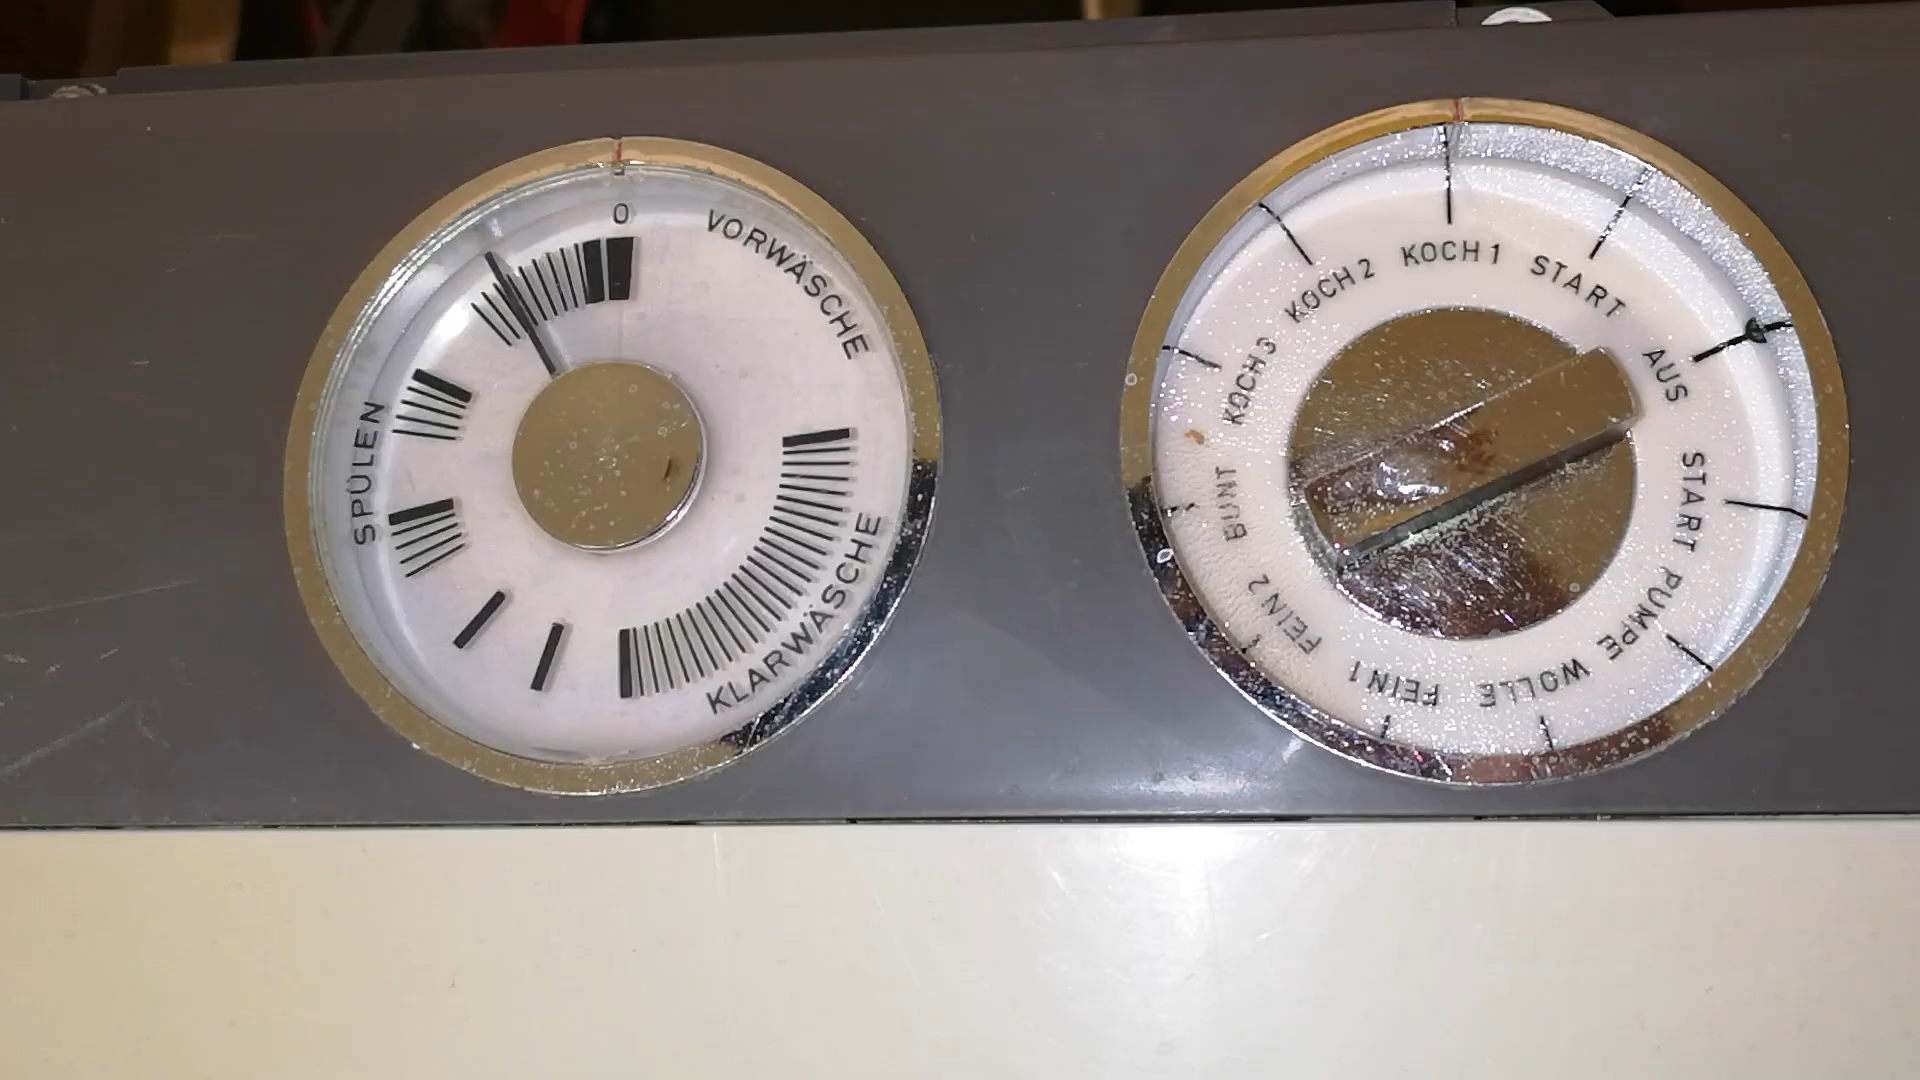 0
VORWÄSCHE
KLARWÄSCHE
SPÜLEN
KOCH 1
START
AUS
START
PUMPE
WOLLE
FEIN 1
FEIN 2
BUNT
KOCH 3
KOCH 2